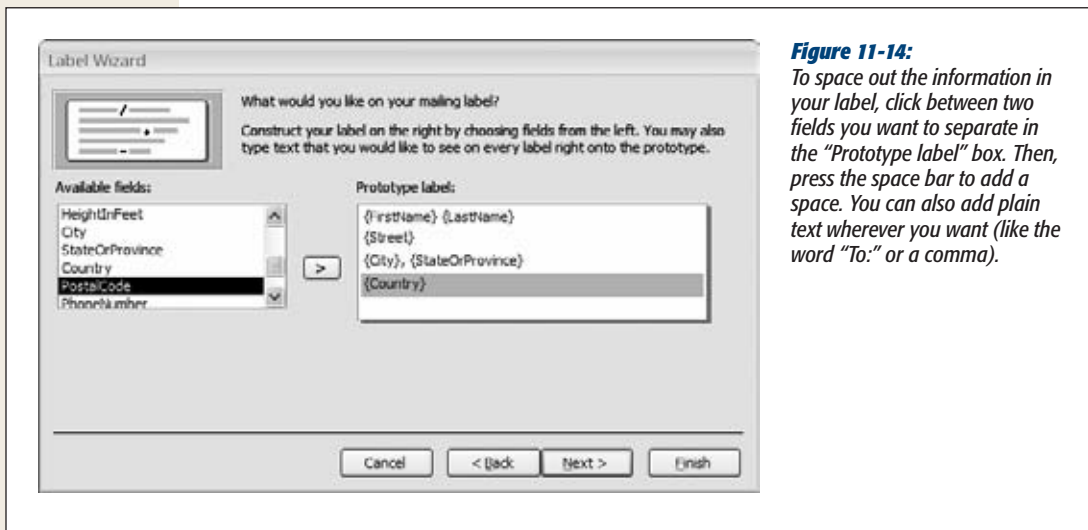 Label Wizard
What would you like on your mailing label?
Construct your label on the right by choosing fields from the left. You may also
type text that you would like to see on every label right onto the prototype.
Available fields:
HeightInFeet
City
StateOrProvince
Country
PostalCode
PhoneNumber
>
Prototype label:
{FirstName} {LastName}
{Street}
{City}, {StateOrProvince}
{Country}
Cancel
< Back
Next >
Finish
Figure 11-14:
To space out the information in
your label, click between two
fields you want to separate in
the “Prototype label” box. Then,
press the space bar to add a
space. You can also add plain
text wherever you want (like the
word “To:” or a comma).